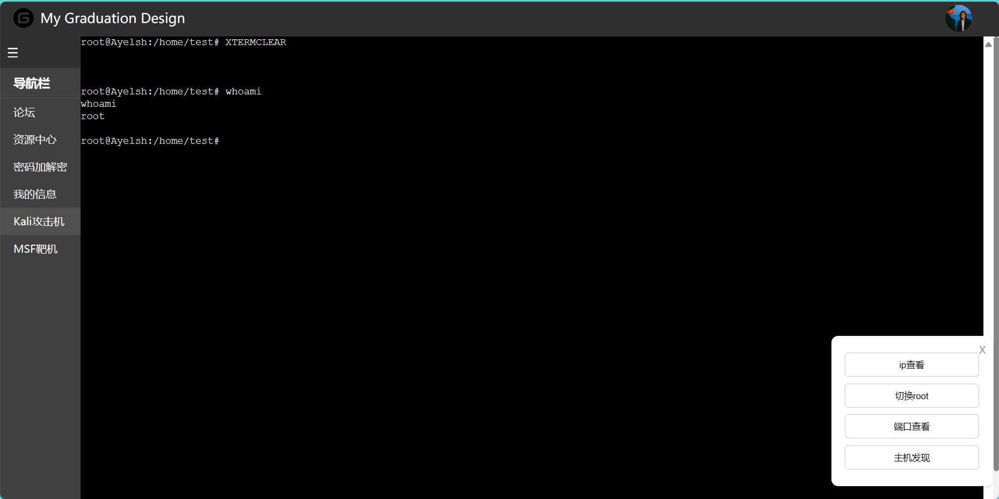 My Graduation Design
☰
导航栏
论坛
资源中心
密码加解密
我的信息
Kali攻击机
MSF靶机
root@Ayelsh:/home/test# XTERMCLEAR
root@Ayelsh:/home/test# whoami
whoami
root
root@Ayelsh:/home/test#
X
ip查看
切换root
端口查看
主机发现